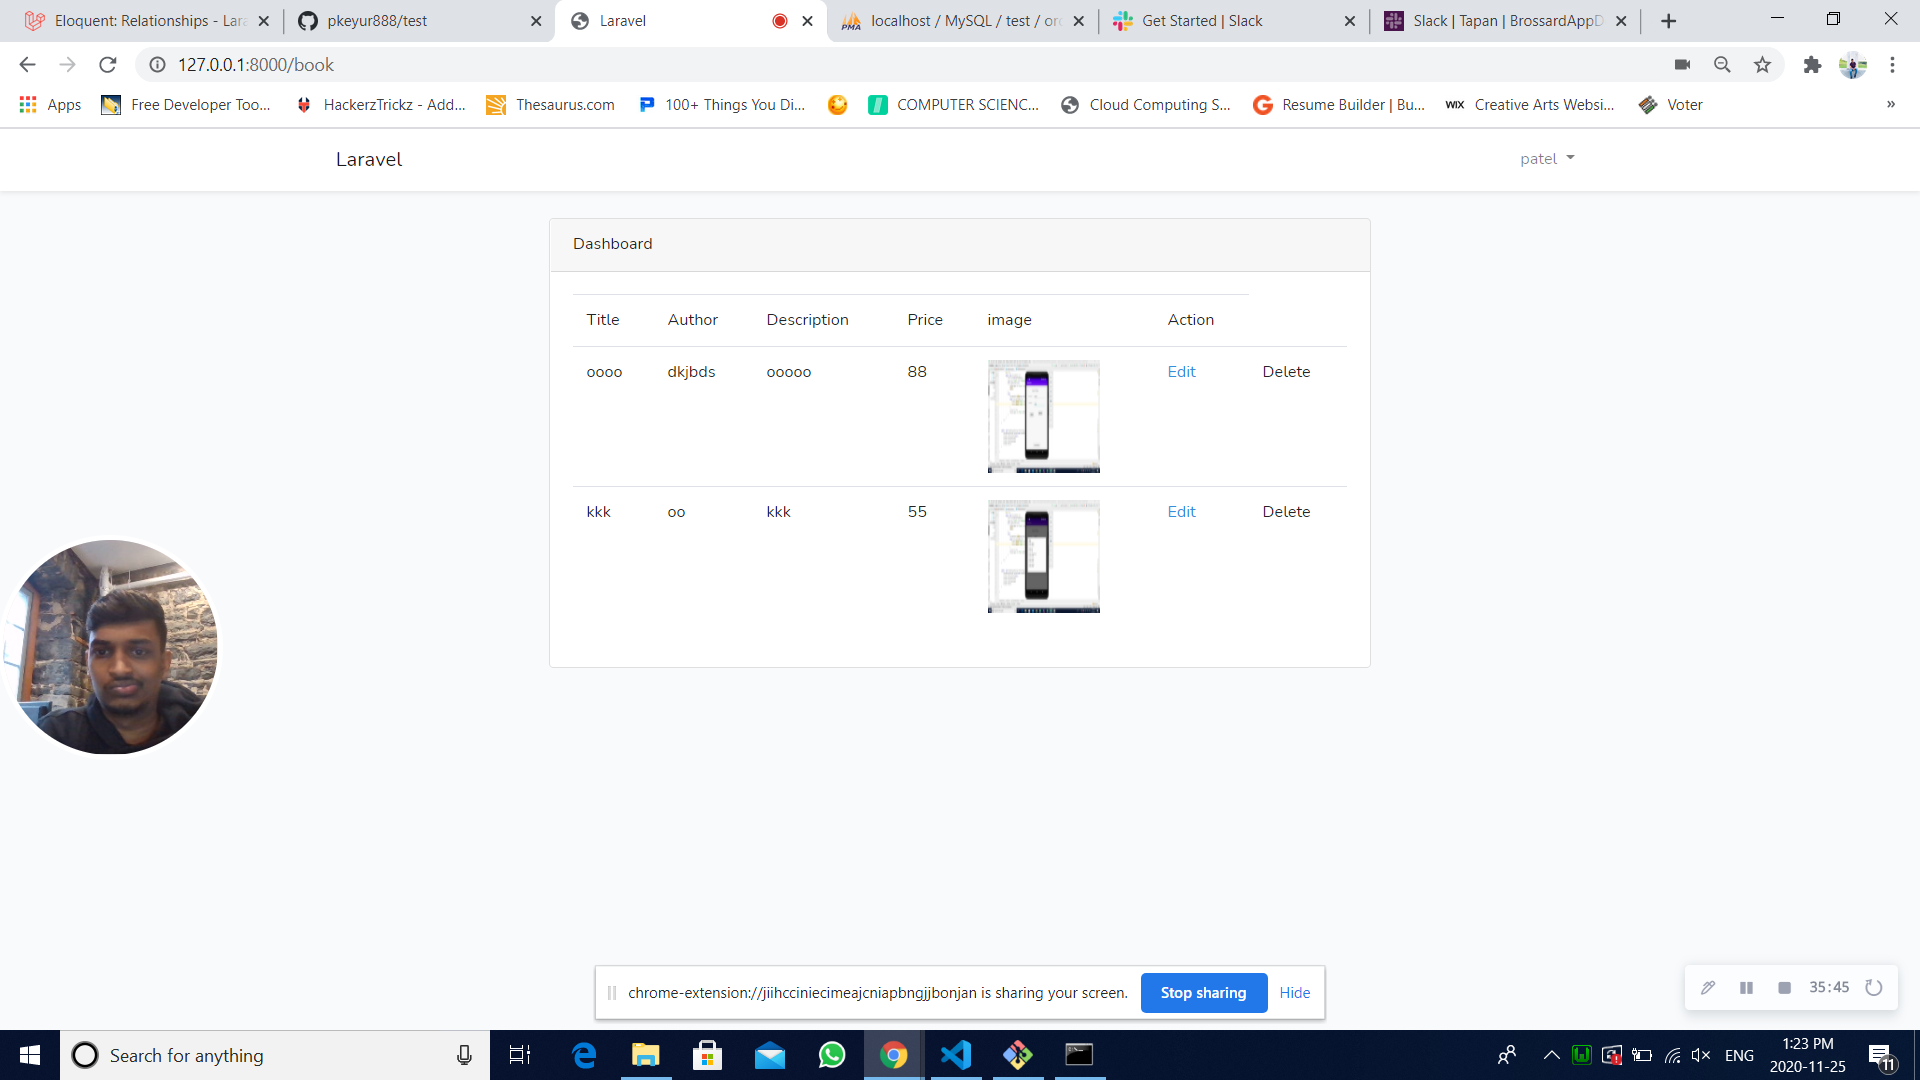 Eloquent: Relationships - Lara
pkeyur888/test
Laravel
localhost / MySQL / test / ord
Get Started | Slack
Slack | Tapan | BrossardAppD
127.0.0.1:8000/book
Apps
Free Developer Too...
HackerzTrickz - Add...
Thesaurus.com
100+ Things You Di...
COMPUTER SCIENC...
Cloud Computing S...
Resume Builder | Bu...
WIX
Creative Arts Websi...
Voter
»
Laravel
patel
Dashboard
Title Author Description Price image Action
oooo dkjbds ooooo 88 Edit Delete
kkk oo kkk 55 Edit Delete
chrome-extension://jiihcciniecimeajcniapbngjjbonjan is sharing your screen.
Stop sharing
Hide
35:45
Search for anything
ENG
1:23 PM
2020-11-25
11